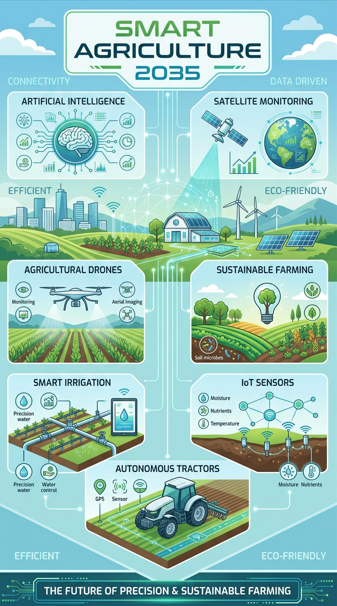 SMART
AGRICULTURE
2035
CONNECTIVITY
DATA DRIVEN
ARTIFICIAL INTELLIGENCE
SATELLITE MONITORING
EFFICIENT
ECO-FRIENDLY
AGRICULTURAL DRONES
Monitoring
Aerial imaging
SUSTAINABLE FARMING
Soil microbes
SMART IRRIGATION
Precision
water
Precision
water
Water
control
IoT SENSORS
Moisture
Nutrients
Temperature
Moisture
Nutrients
AUTONOMOUS TRACTORS
GPS
Sensor
EFFICIENT
ECO-FRIENDLY
THE FUTURE OF PRECISION & SUSTAINABLE FARMING